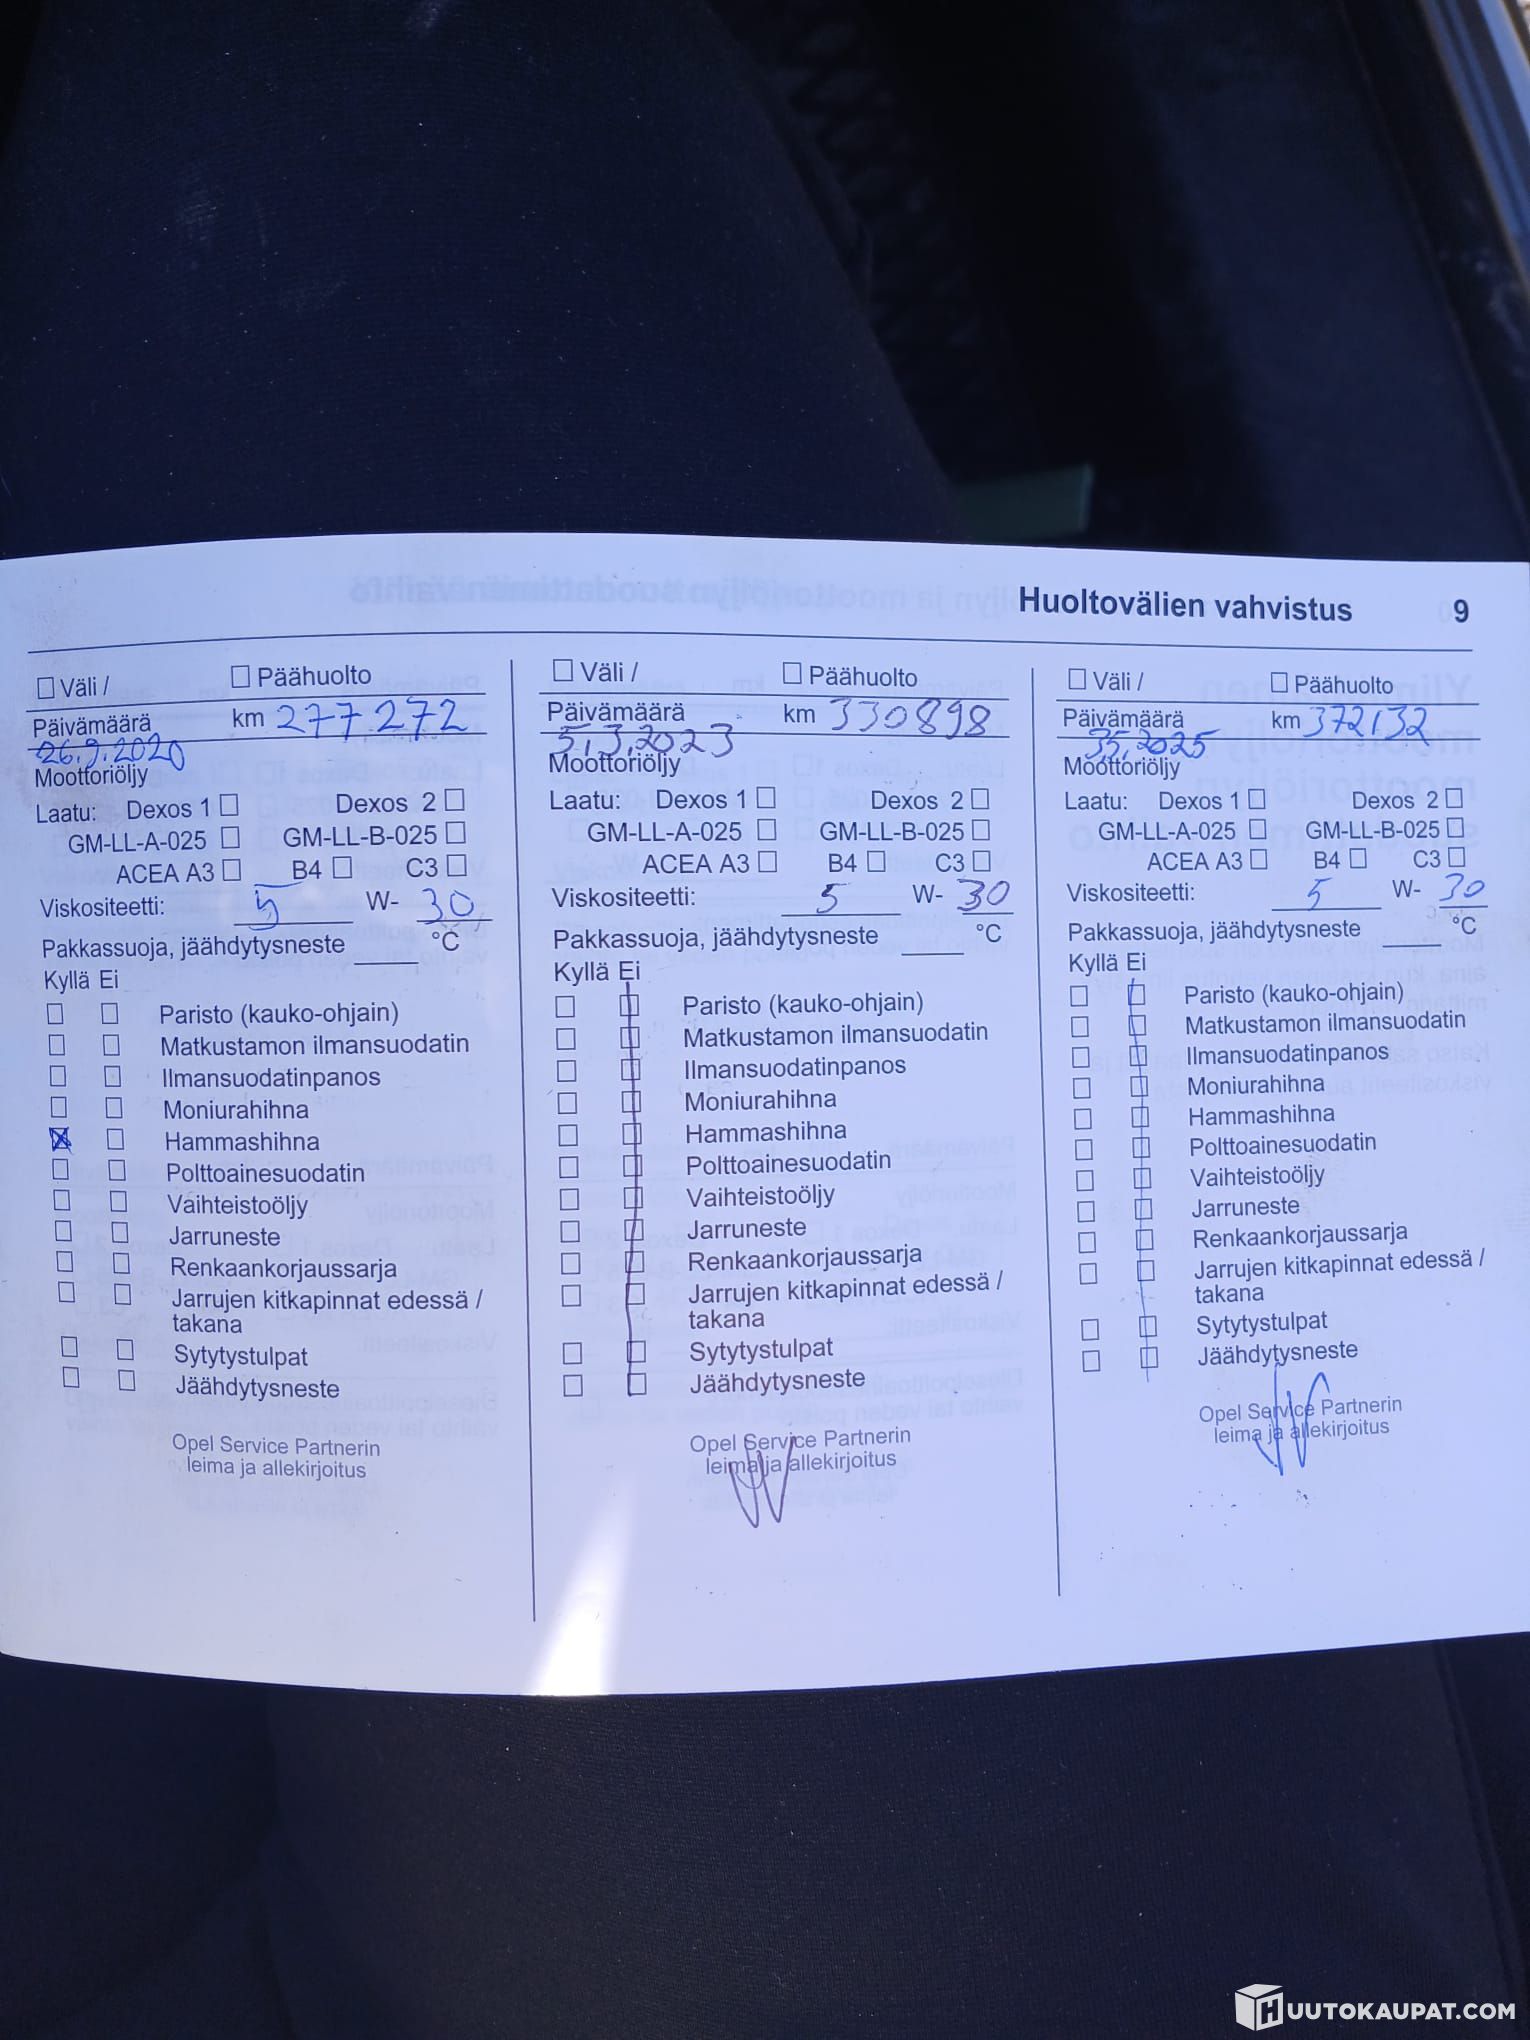 Huoltovälien vahvistus 9
☐ Väli / ☐ Päähuolto
Päivämäärä km 277272
26.9.2020
Moottoriöljy
Laatu: Dexos 1 ☐ Dexos 2 ☐
GM-LL-A-025 ☐ GM-LL-B-025 ☐
ACEA A3 ☐ B4 ☐ C3 ☐
Viskositeetti: 5 W- 30
Pakkassuoja, jäähdytysneste ____ °C
Kyllä Ei
☐ ☐ Paristo (kauko-ohjain)
☐ ☐ Matkustamon ilmansuodatin
☐ ☐ Ilmansuodatinpanos
☐ ☐ Moniurahihna
☒ ☐ Hammashihna
☐ ☐ Polttoainesuodatin
☐ ☐ Vaihteistoöljy
☐ ☐ Jarruneste
☐ ☐ Renkaankorjaussarja
☐ ☐ Jarrujen kitkapinnat edessä /
takana
☐ ☐ Sytytystulpat
☐ ☐ Jäähdytysneste
Opel Service Partnerin
leima ja allekirjoitus
☐ Väli / ☐ Päähuolto
Päivämäärä km 330898
5.3.2023
Moottoriöljy
Laatu: Dexos 1 ☐ Dexos 2 ☐
GM-LL-A-025 ☐ GM-LL-B-025 ☐
ACEA A3 ☐ B4 ☐ C3 ☐
Viskositeetti: 5 W- 30
Pakkassuoja, jäähdytysneste ____ °C
Kyllä Ei
☐ ☐ Paristo (kauko-ohjain)
☐ ☐ Matkustamon ilmansuodatin
☐ ☐ Ilmansuodatinpanos
☐ ☐ Moniurahihna
☐ ☐ Hammashihna
☐ ☐ Polttoainesuodatin
☐ ☐ Vaihteistoöljy
☐ ☐ Jarruneste
☐ ☐ Renkaankorjaussarja
☐ ☐ Jarrujen kitkapinnat edessä /
takana
☐ ☐ Sytytystulpat
☐ ☐ Jäähdytysneste
Opel Service Partnerin
leima ja allekirjoitus
☐ Väli / ☐ Päähuolto
Päivämäärä km 372132
3.5.2025
Moottoriöljy
Laatu: Dexos 1 ☐ Dexos 2 ☐
GM-LL-A-025 ☐ GM-LL-B-025 ☐
ACEA A3 ☐ B4 ☐ C3 ☐
Viskositeetti: 5 W- 30
Pakkassuoja, jäähdytysneste ____ °C
Kyllä Ei
☐ ☐ Paristo (kauko-ohjain)
☐ ☐ Matkustamon ilmansuodatin
☐ ☐ Ilmansuodatinpanos
☐ ☐ Moniurahihna
☐ ☐ Hammashihna
☐ ☐ Polttoainesuodatin
☐ ☐ Vaihteistoöljy
☐ ☐ Jarruneste
☐ ☐ Renkaankorjaussarja
☐ ☐ Jarrujen kitkapinnat edessä /
takana
☐ ☐ Sytytystulpat
☐ ☐ Jäähdytysneste
Opel Service Partnerin
leima ja allekirjoitus
HUUTOKAUPAT.COM